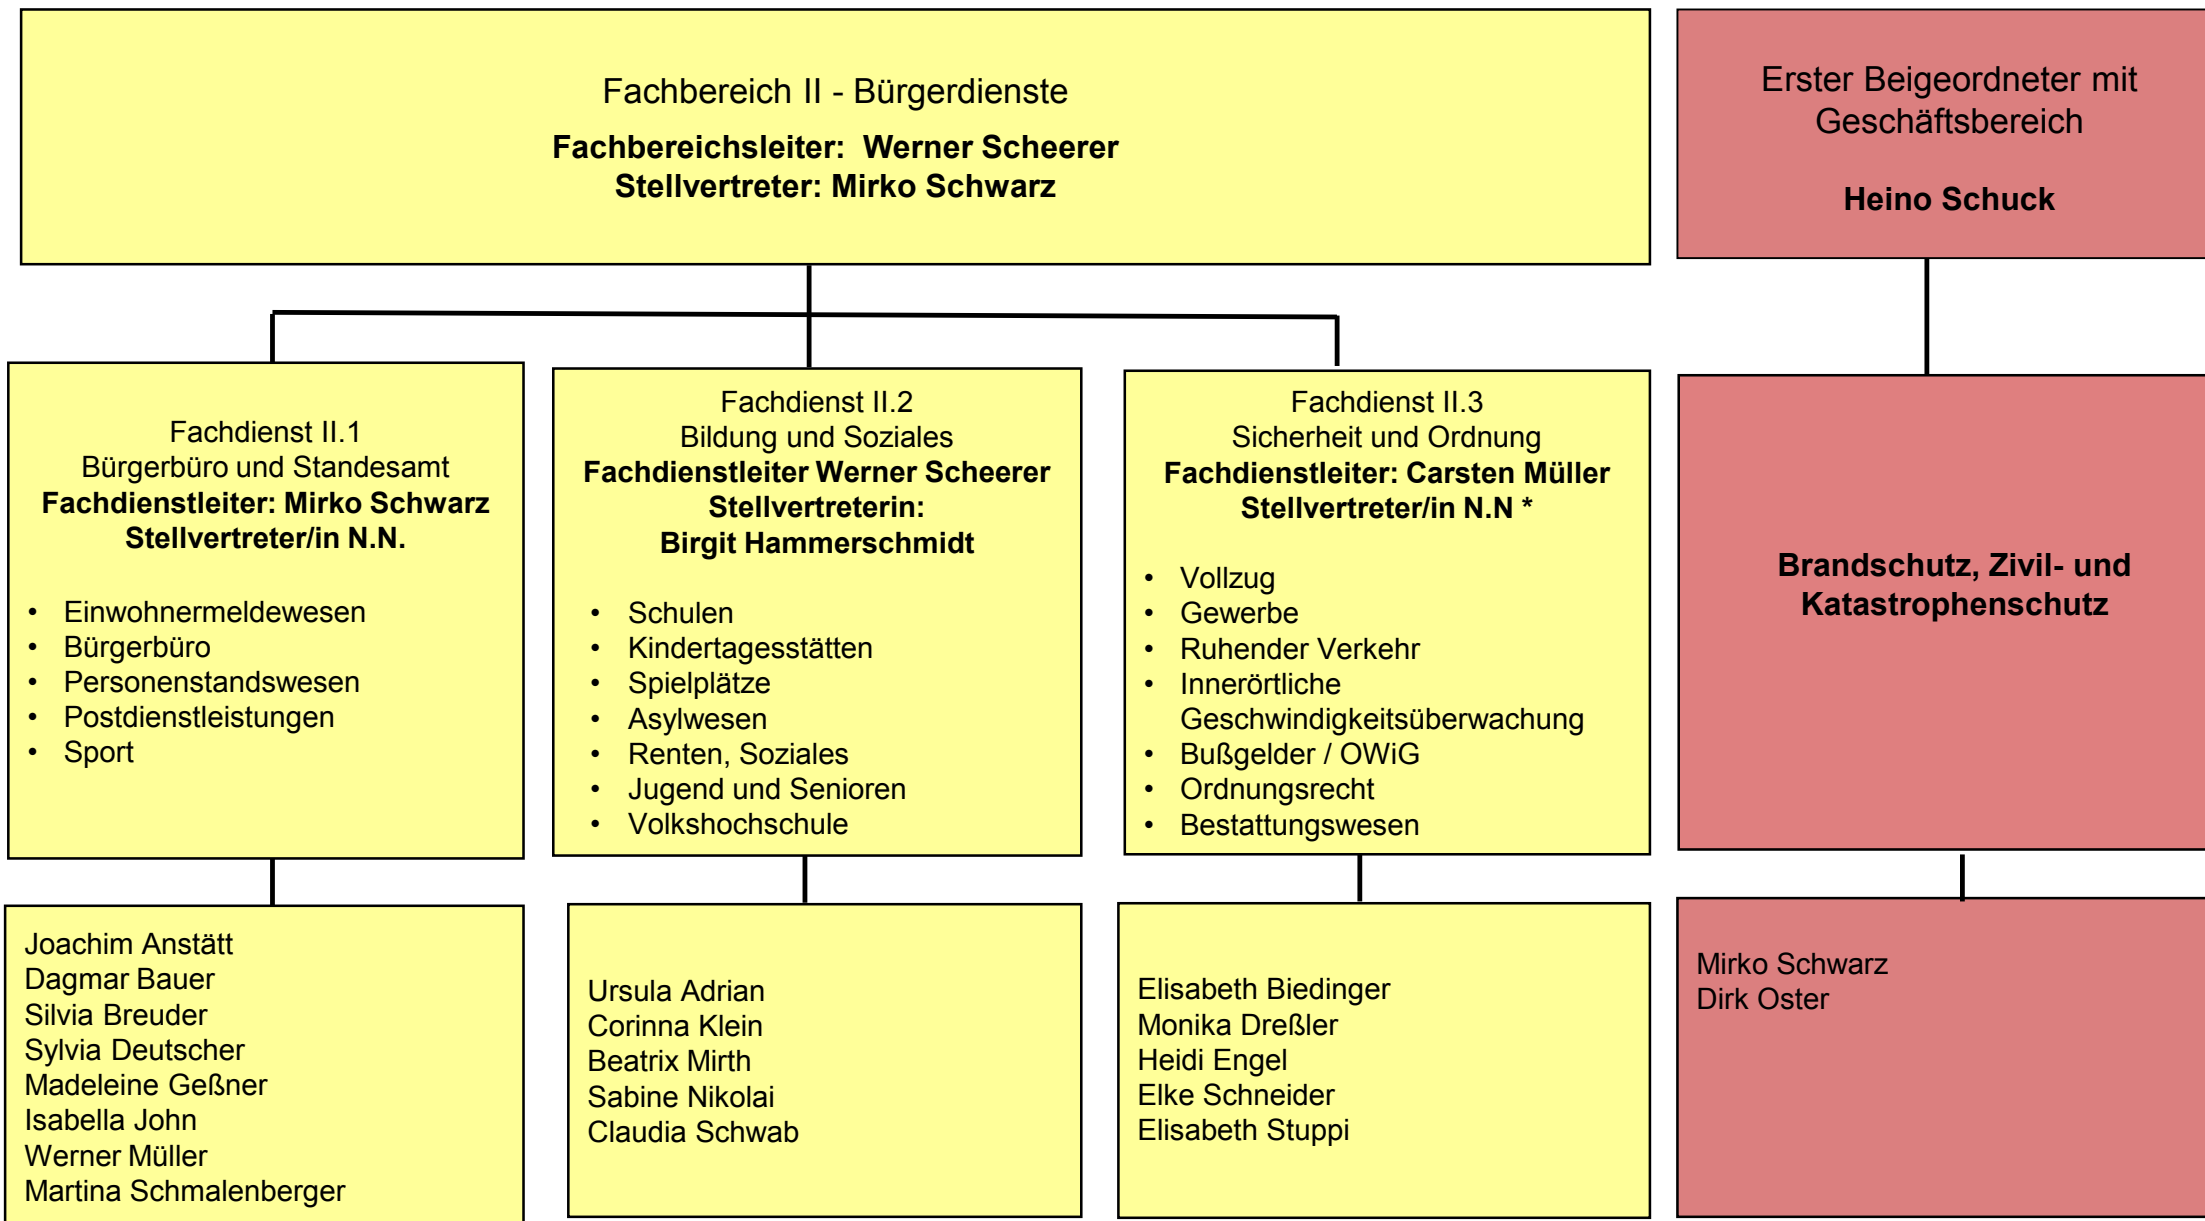 Fachbereich II - Bürgerdienste
Fachbereichsleiter: Werner Scheerer
Stellvertreter: Mirko Schwarz
Erster Beigeordneter mit
Geschäftsbereich
Heino Schuck
Fachdienst II.1
Bürgerbüro und Standesamt
Fachdienstleiter: Mirko Schwarz
Stellvertreter/in N.N.
• Einwohnermeldewesen
• Bürgerbüro
• Personenstandswesen
• Postdienstleistungen
• Sport
Fachdienst II.2
Bildung und Soziales
Fachdienstleiter Werner Scheerer
Stellvertreterin:
Birgit Hammerschmidt
• Schulen
• Kindertagesstätten
• Spielplätze
• Asylwesen
• Renten, Soziales
• Jugend und Senioren
• Volkshochschule
Fachdienst II.3
Sicherheit und Ordnung
Fachdienstleiter: Carsten Müller
Stellvertreter/in N.N *
• Vollzug
• Gewerbe
• Ruhender Verkehr
• Innerörtliche
Geschwindigkeitsüberwachung
• Bußgelder / OWiG
• Ordnungsrecht
• Bestattungswesen
Brandschutz, Zivil- und
Katastrophenschutz
Joachim Anstätt
Dagmar Bauer
Silvia Breuder
Sylvia Deutscher
Madeleine Geßner
Isabella John
Werner Müller
Martina Schmalenberger
Ursula Adrian
Corinna Klein
Beatrix Mirth
Sabine Nikolai
Claudia Schwab
Elisabeth Biedinger
Monika Dreßler
Heidi Engel
Elke Schneider
Elisabeth Stuppi
Mirko Schwarz
Dirk Oster